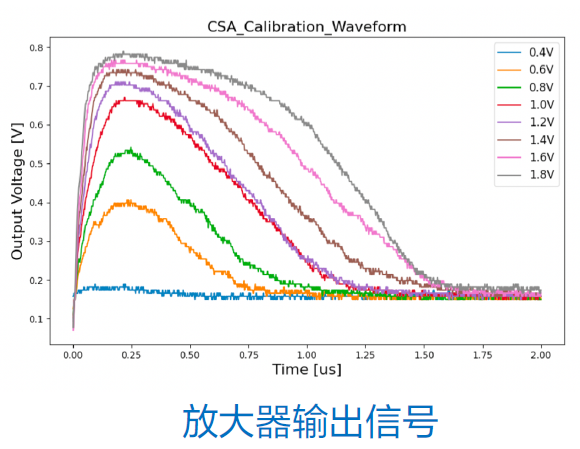 CSA_Calibration_Waveform
Output Voltage [V]
0.8
0.7
0.6
0.5
0.4
0.3
0.2
0.1
0.4V
0.6V
0.8V
1.0V
1.2V
1.4V
1.6V
1.8V
0.00 0.25 0.50 0.75 1.00 1.25 1.50 1.75 2.00
Time [us]
放大器输出信号